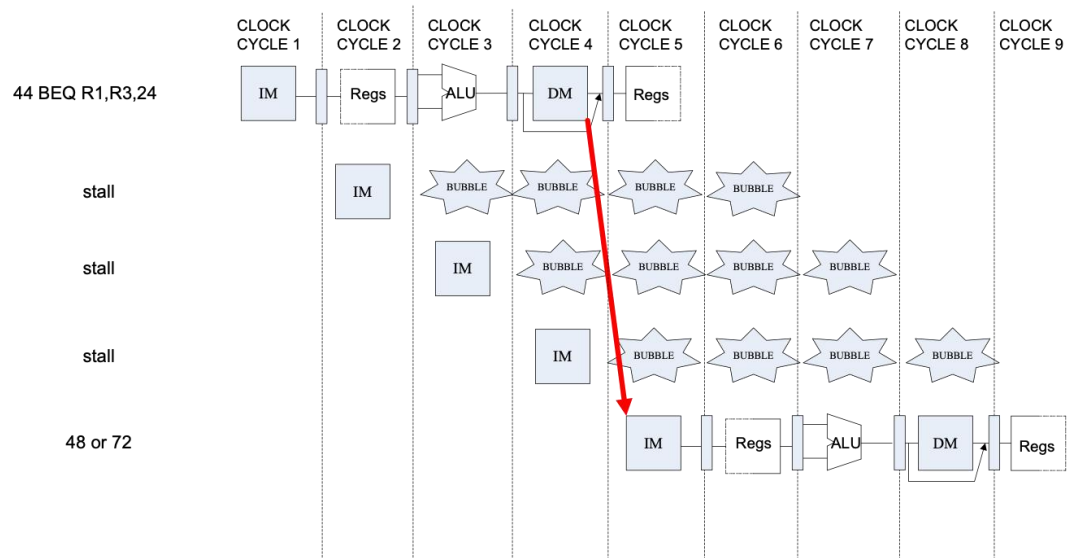 CLOCK CLOCK CLOCK CLOCK CLOCK CLOCK CLOCK CLOCK CLOCK
CYCLE 1 CYCLE 2 CYCLE 3 CYCLE 4 CYCLE 5 CYCLE 6 CYCLE 7 CYCLE 8 CYCLE 9
44 BEQ R1,R3,24 IM Regs ALU DM Regs
stall IM BUBBLE BUBBLE BUBBLE BUBBLE
stall IM BUBBLE BUBBLE BUBBLE BUBBLE
stall IM BUBBLE BUBBLE BUBBLE BUBBLE
48 or 72 IM Regs ALU DM Regs